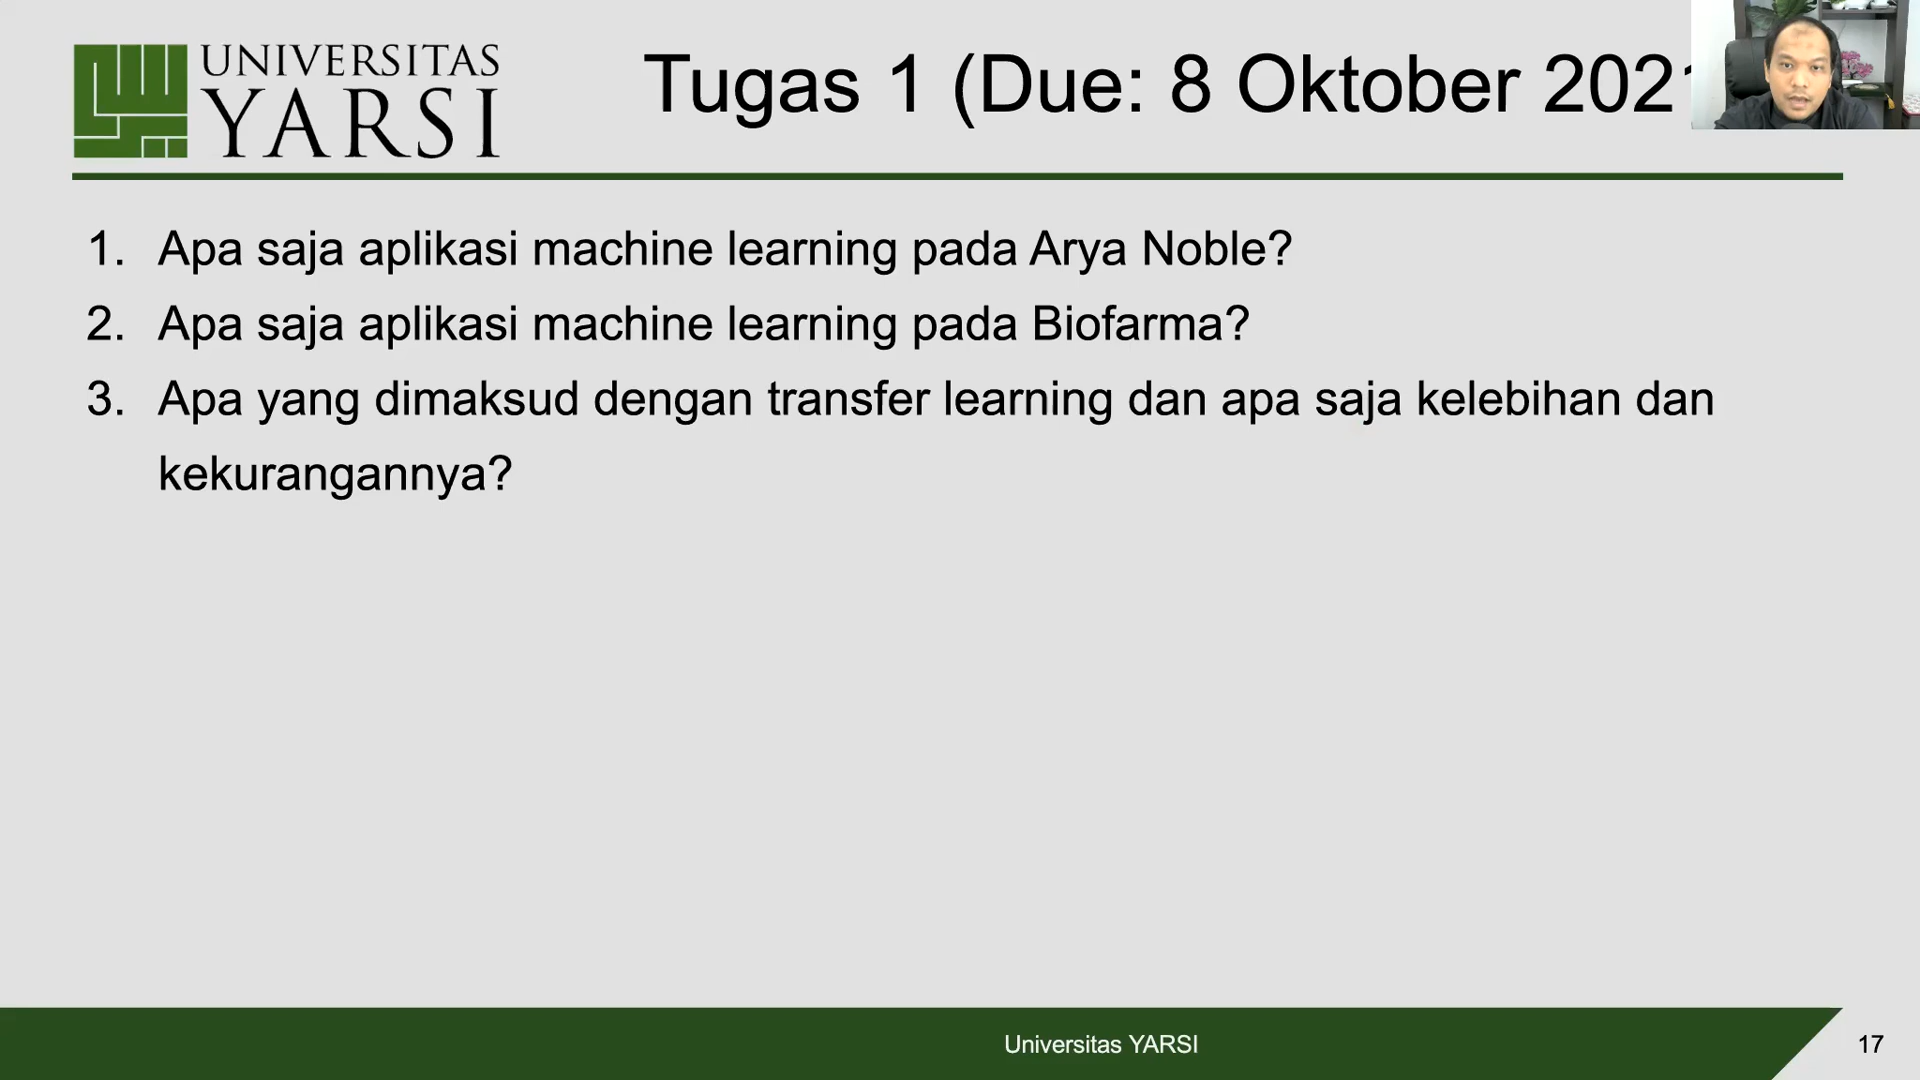 UNIVERSITAS
YARSI
Tugas 1 (Due: 8 Oktober 202
1. Apa saja aplikasi machine learning pada Arya Noble?
2. Apa saja aplikasi machine learning pada Biofarma?
3. Apa yang dimaksud dengan transfer learning dan apa saja kelebihan dan
kekurangannya?
Universitas YARSI
17